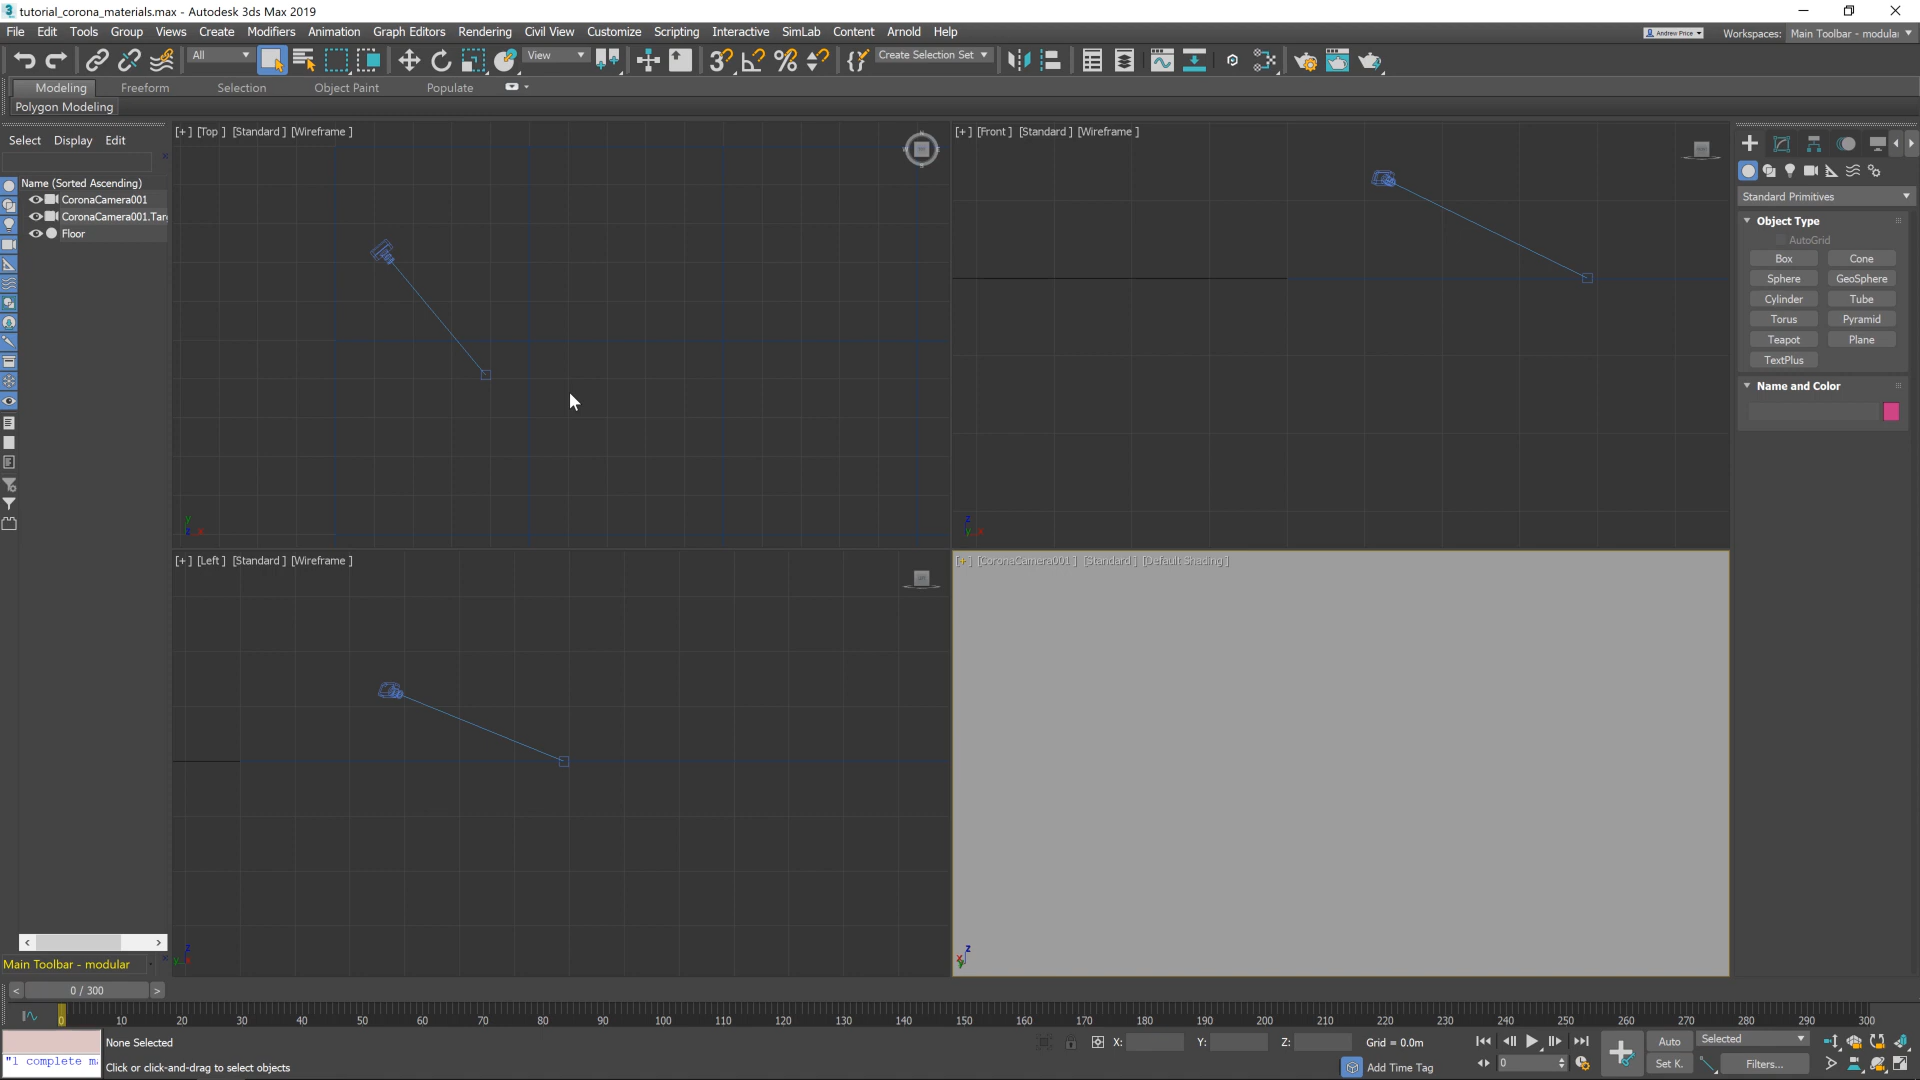 tutorial_corona_materials.max - Autodesk 3ds Max 2019
File Edit Tools Group Views Create Modifiers Animation Graph Editors Rendering Civil View Customize Scripting Interactive SimLab Content Arnold Help
Andrew Price Workspaces: Main Toolbar - modular
All View Create Selection Set
Modeling Freeform Selection Object Paint Populate
Polygon Modeling
Select Display Edit
Name (Sorted Ascending)
CoronaCamera001
CoronaCamera001.Targ
Floor
[+] [Top ] [Standard ] [Wireframe ]
[+] [Front ] [Standard ] [Wireframe ]
[+] [Left ] [Standard ] [Wireframe ]
[+] [CoronaCamera001 ] [Standard ] [Default Shading ]
Standard Primitives
Object Type
AutoGrid
Box Cone
Sphere GeoSphere
Cylinder Tube
Torus Pyramid
Teapot Plane
TextPlus
Name and Color
Main Toolbar - modular
< 0 / 300 >
0 10 20 30 40 50 60 70 80 90 100 110 120 130 140 150 160 170 180 190 200 210 220 230 240 250 260 270 280 290 300
None Selected
X: Y: Z: Grid = 0.0m
Auto Selected
"1 complete m
Click or click-and-drag to select objects
Add Time Tag
0
Set K. Filters...